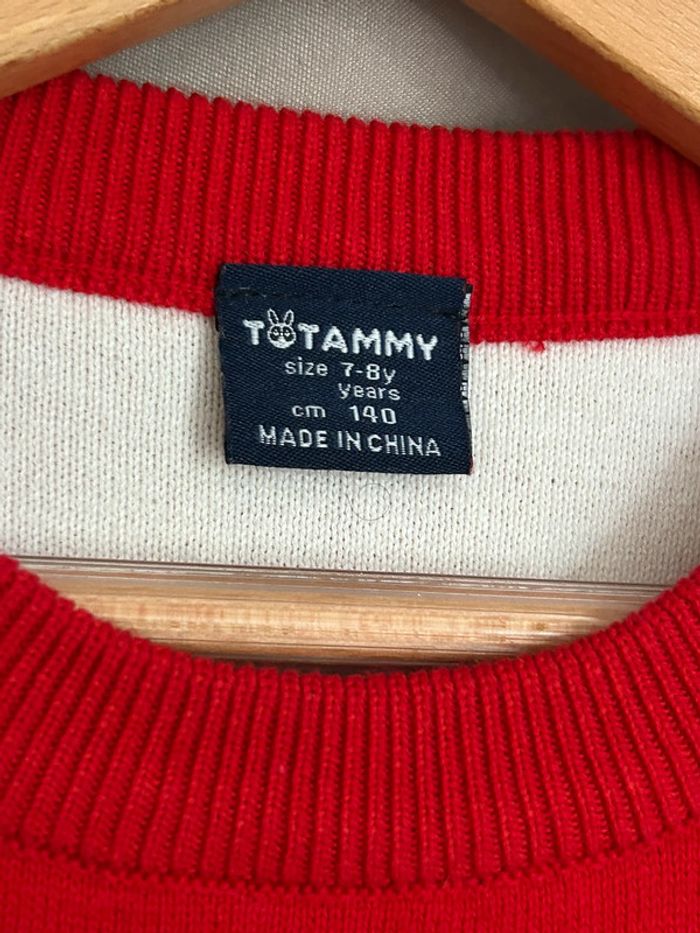 TOTAMMY
size 7-8y
years
cm 140
MADE IN CHINA